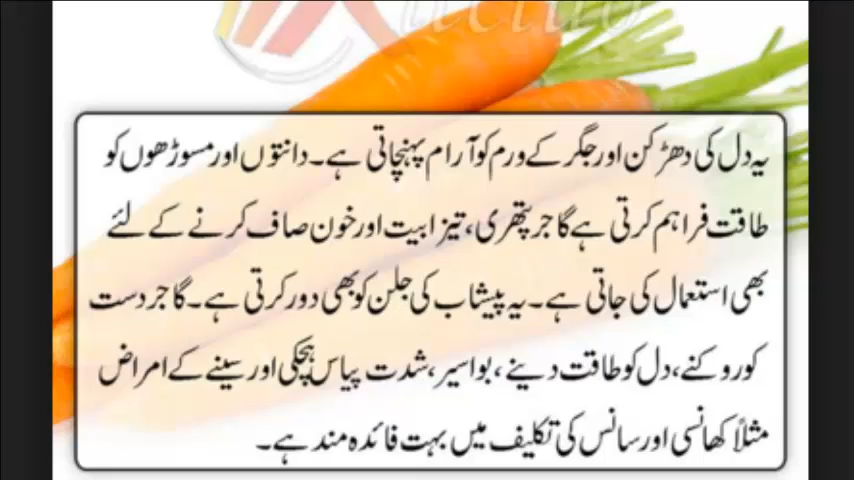 یہ دل کی دھڑکن اور جگر کے ورم کو آرام پہنچاتی ہے۔ دانتوں اور مسوڑھوں کو
طاقت فراہم کرتی ہے گاجر پتھری، تیزابیت اور خون صاف کرنے کے لئے
بھی استعمال کی جاتی ہے۔ یہ پیشاب کی جلن کو بھی دور کرتی ہے۔ گاجر دست
کو روکنے، دل کو طاقت دینے، بواسیر، شدت پیاس ہچکی اور سینے کے امراض
مثلاً کھانسی اور سانس کی تکلیف میں بہت فائدہ مند ہے۔